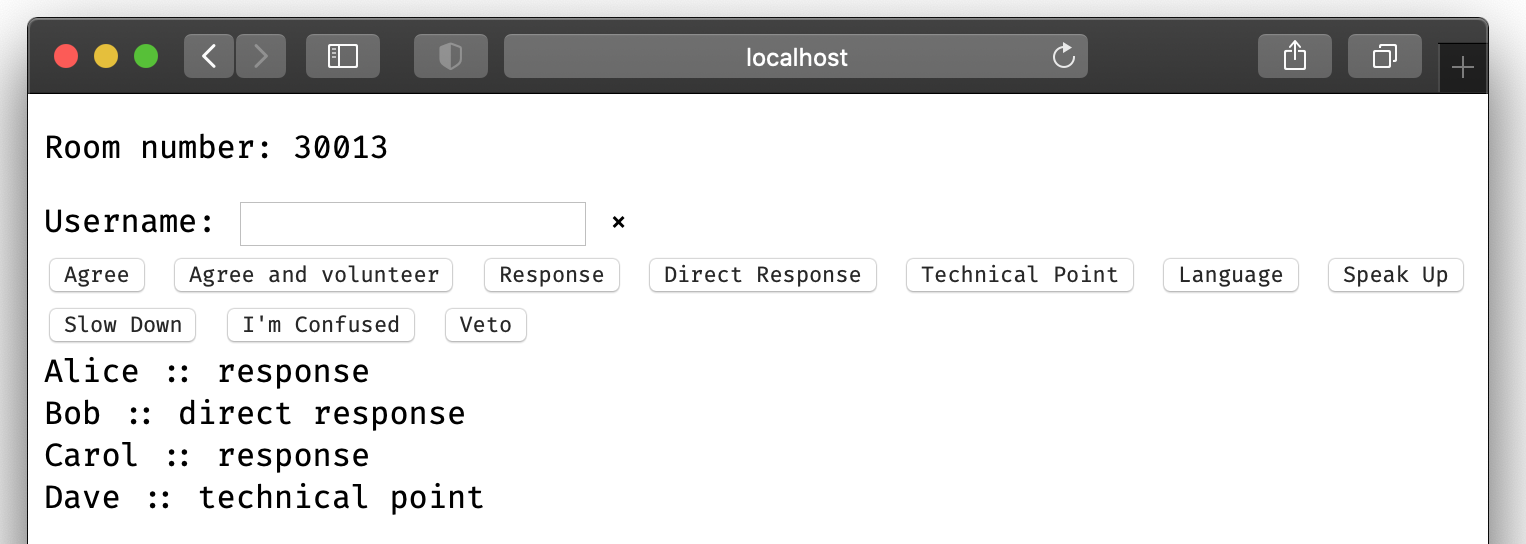 localhost
Room number: 30013
Username: ×
Agree Agree and volunteer Response Direct Response Technical Point Language Speak Up
Slow Down I'm Confused Veto
Alice :: response
Bob :: direct response
Carol :: response
Dave :: technical point